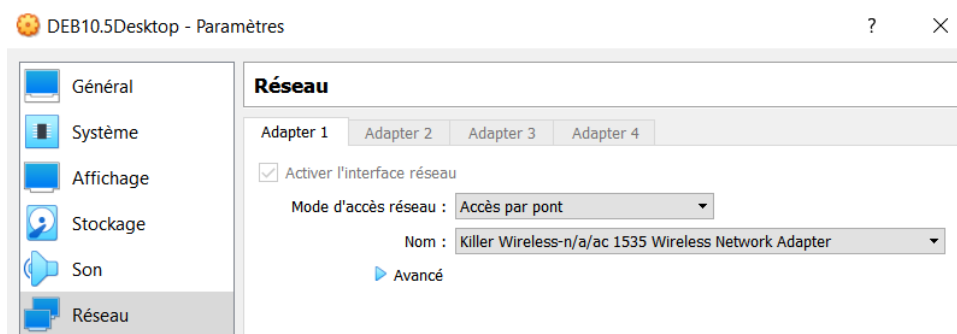 DEB10.5Desktop - Paramètres ? ×
Général
Système
Affichage
Stockage
Son
Réseau
Réseau
Adapter 1 Adapter 2 Adapter 3 Adapter 4
Activer l'interface réseau
Mode d'accès réseau : Accès par pont
Nom : Killer Wireless-n/a/ac 1535 Wireless Network Adapter
Avancé